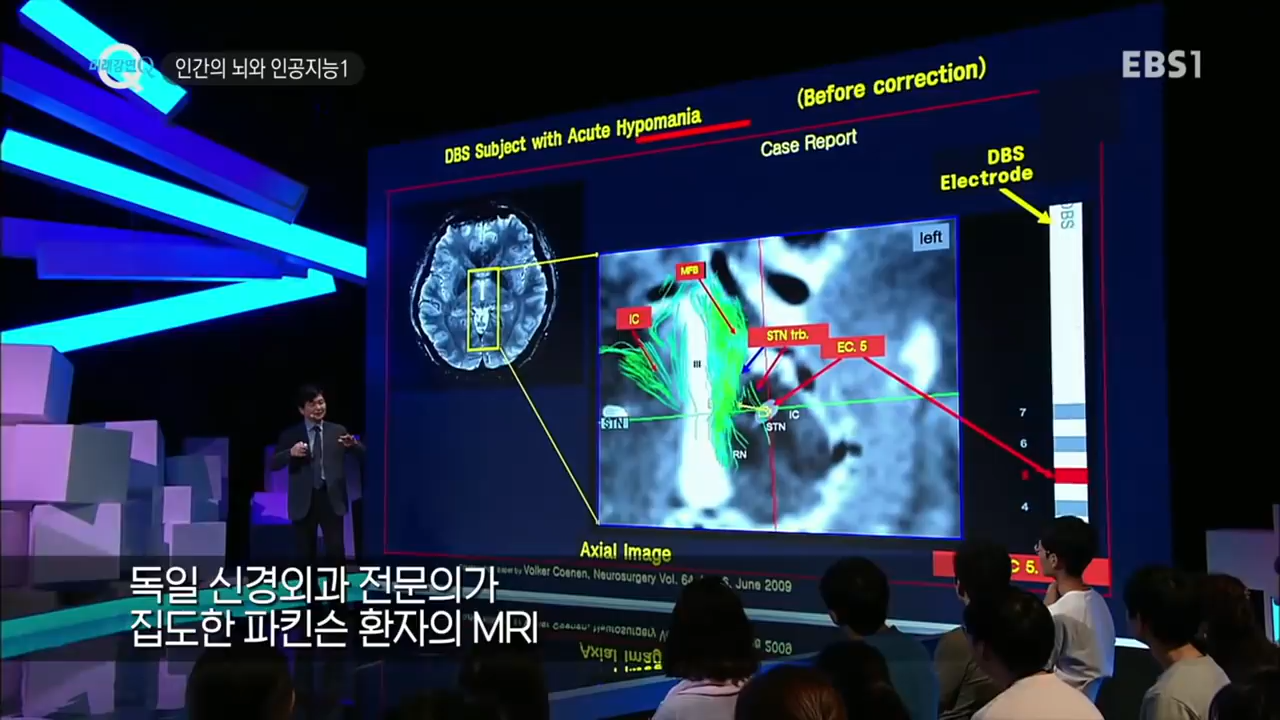 미래강연Q
인간의 뇌와 인공지능1
EBS1
DBS Subject with Acute Hypomania
(Before correction)
Case Report
DBS
Electrode
DBS
left
MFB
IC
STN frb.
EC. 5
III
STN
IC
STN
RN
7
6
4
Axial Image
Volker Coenen, Neurosurgery Vol. 64
June 2009
C 5.
독일 신경외과 전문의가
집도한 파킨슨 환자의 MRI